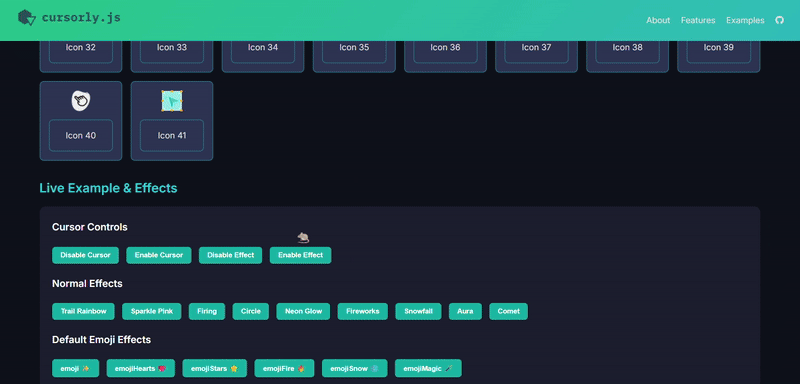 cursorly.js
About Features Examples
Icon 32 Icon 33 Icon 34 Icon 35 Icon 36 Icon 37 Icon 38 Icon 39
Icon 40 Icon 41
Live Example & Effects
Cursor Controls
Disable Cursor Enable Cursor Disable Effect Enable Effect
Normal Effects
Trail Rainbow Sparkle Pink Firing Circle Neon Glow Fireworks Snowfall Aura Comet
Default Emoji Effects
emoji ✨ emojiHearts 💖 emojiStars 🌟 emojiFire 🔥 emojiSnow ❄️ emojiMagic 🪄